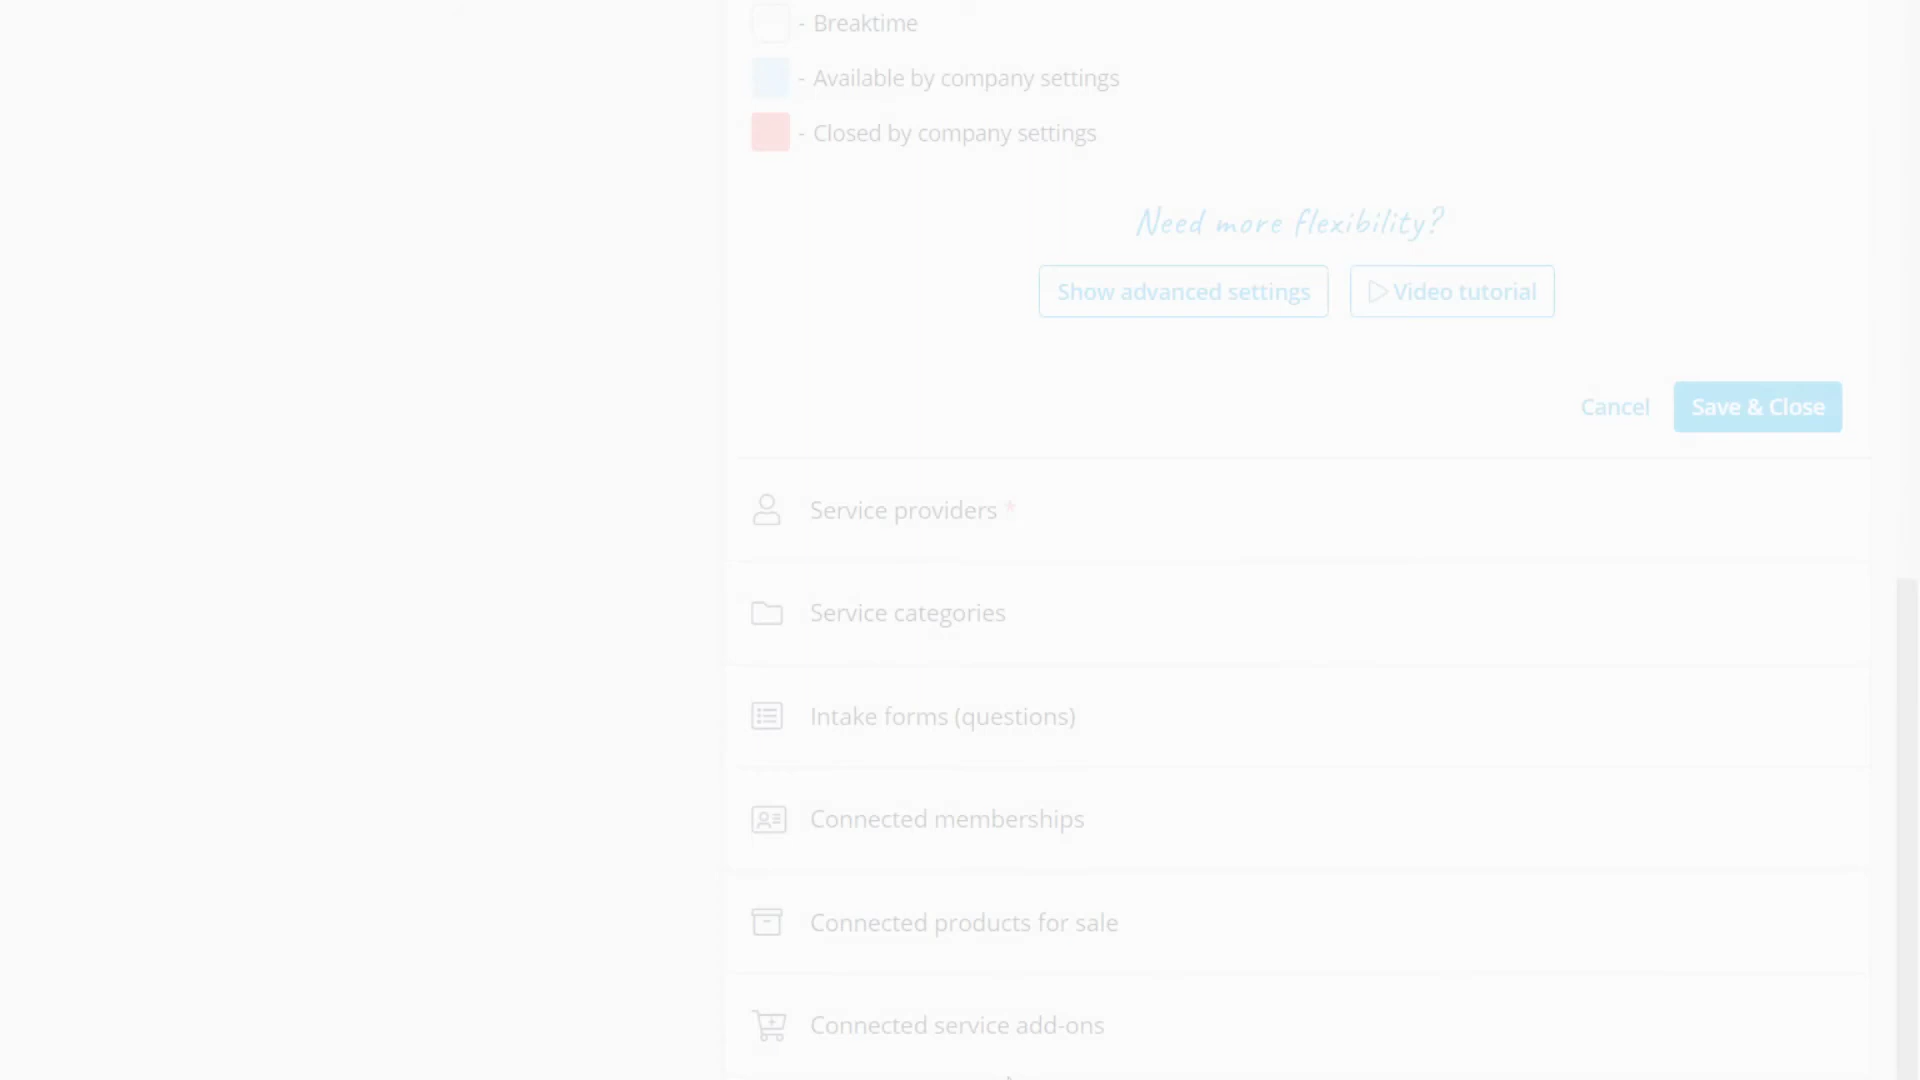 - Breaktime
- Available by company settings
- Closed by company settings
Need more flexibility?
Show advanced settings
Video tutorial
Cancel
Save & Close
Service providers *
Service categories
Intake forms (questions)
Connected memberships
Connected products for sale
Connected service add-ons